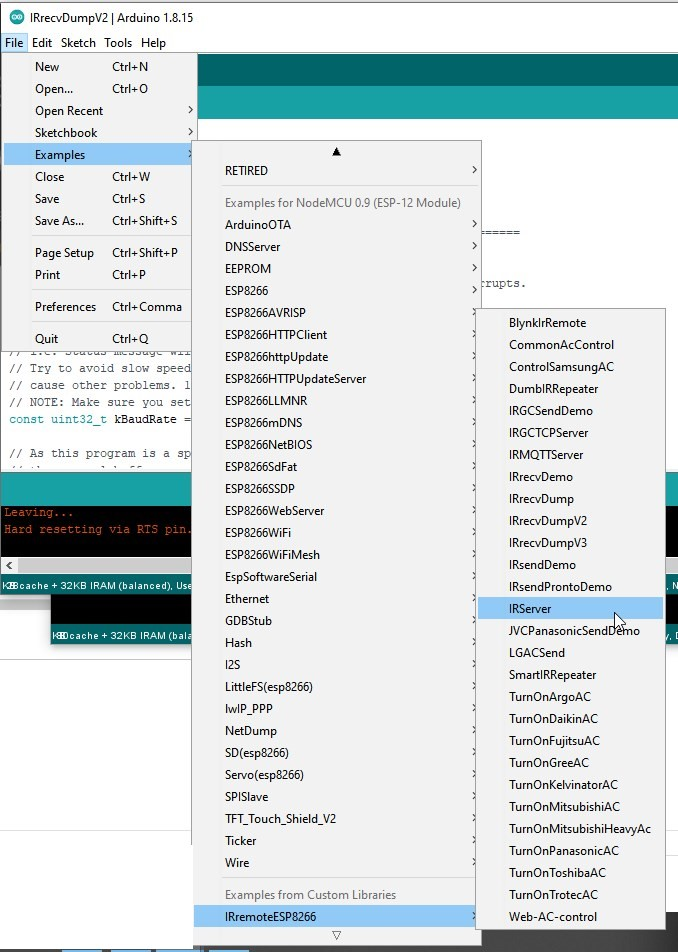 IRrecvDumpV2 | Arduino 1.8.15
File Edit Sketch Tools Help
New Ctrl+N
Open... Ctrl+O
Open Recent
Sketchbook
Examples
Close Ctrl+W
Save Ctrl+S
Save As... Ctrl+Shift+S
Page Setup Ctrl+Shift+P
Print Ctrl+P
Preferences Ctrl+Comma
Quit Ctrl+Q
// Try to avoid slow speed
// cause other problems.
// NOTE: Make sure you set
const uint32_t kBaudRate =
// As this program is a sp
Leaving...
Hard resetting via RTS pin.
cache + 32KB IRAM (balanced), Use
cache + 32KB IRAM (bala
RETIRED
Examples for NodeMCU 0.9 (ESP-12 Module)
ArduinoOTA
DNSServer
EEPROM
ESP8266
ESP8266AVRISP
ESP8266HTTPClient
ESP8266httpUpdate
ESP8266HTTPUpdateServer
ESP8266LLMNR
ESP8266mDNS
ESP8266NetBIOS
ESP8266SdFat
ESP8266SSDP
ESP8266WebServer
ESP8266WiFi
ESP8266WiFiMesh
EspSoftwareSerial
Ethernet
GDBStub
Hash
I2S
LittleFS(esp8266)
lwIP_PPP
NetDump
SD(esp8266)
Servo(esp8266)
SPISlave
TFT_Touch_Shield_V2
Ticker
Wire
Examples from Custom Libraries
IRremoteESP8266
======
rrupts.
BlynkIrRemote
CommonAcControl
ControlSamsungAC
DumbIRRepeater
IRGCSendDemo
IRGCTCPServer
IRMQTTServer
IRrecvDemo
IRrecvDump
IRrecvDumpV2
IRrecvDumpV3
IRsendDemo
IRsendProntoDemo
IRServer
JVCPanasonicSendDemo
LGACSend
SmartIRRepeater
TurnOnArgoAC
TurnOnDaikinAC
TurnOnFujitsuAC
TurnOnGreeAC
TurnOnKelvinatorAC
TurnOnMitsubishiAC
TurnOnMitsubishiHeavyAc
TurnOnPanasonicAC
TurnOnToshibaAC
TurnOnTrotecAC
Web-AC-control